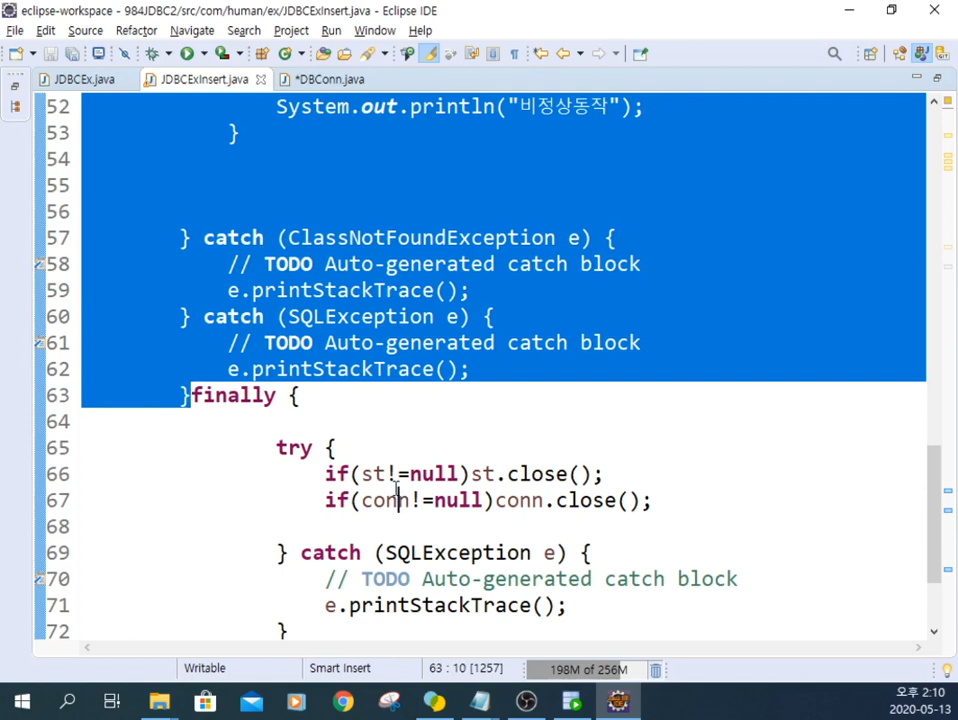 eclipse-workspace - 984JDBC2/src/com/human/ex/JDBCExInsert.java - Eclipse IDE
File Edit Source Refactor Navigate Search Project Run Window Help
JDBCEx.java JDBCExInsert.java *DBConn.java
52 System.out.println("비정상동작");
53 }
54
55
56
57 } catch (ClassNotFoundException e) {
58 // TODO Auto-generated catch block
59 e.printStackTrace();
60 } catch (SQLException e) {
61 // TODO Auto-generated catch block
62 e.printStackTrace();
63 }finally {
64
65 try {
66 if(st!=null)st.close();
67 if(conn!=null)conn.close();
68
69 } catch (SQLException e) {
70 // TODO Auto-generated catch block
71 e.printStackTrace();
72 }
Writable Smart Insert 63 : 10 [1257] 198M of 256M
오후 2:10
2020-05-13